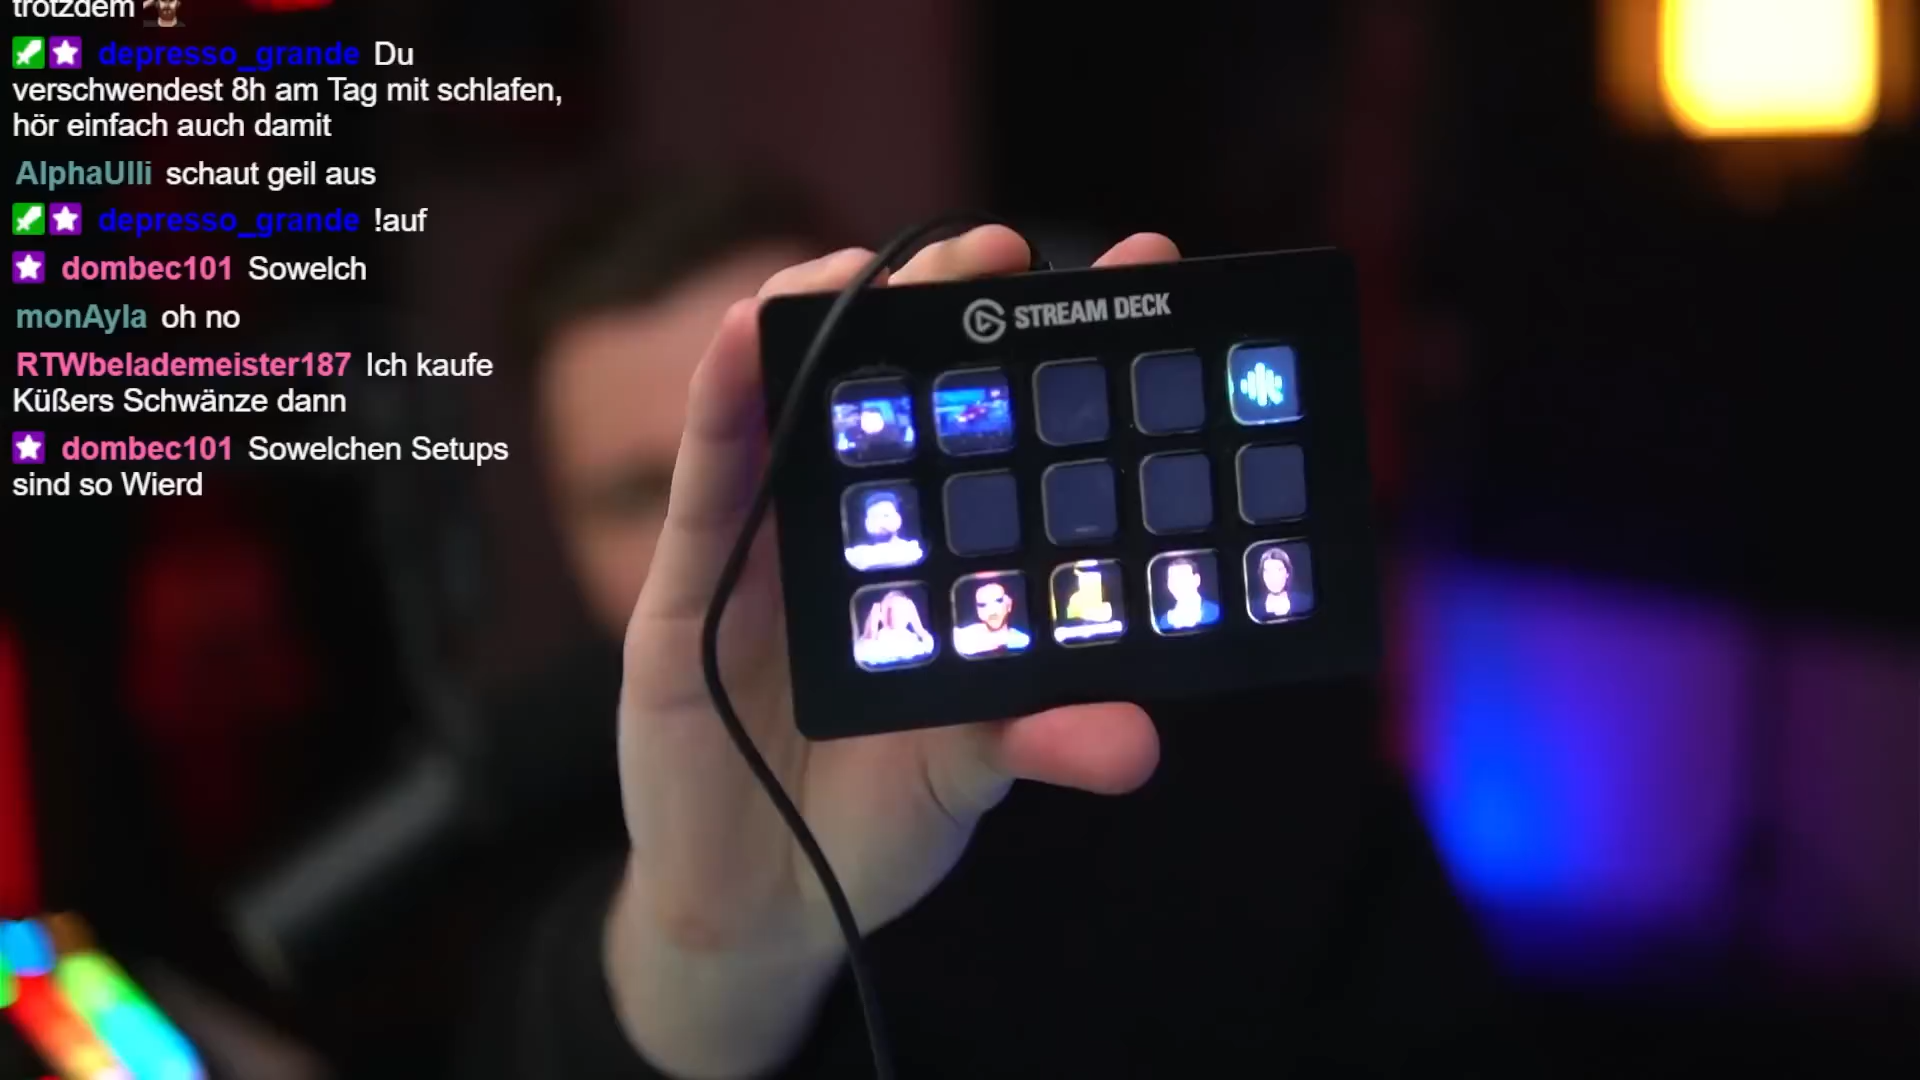 trotzdem
depresso_grande Du
verschwendest 8h am Tag mit schlafen,
hör einfach auch damit
AlphaUlli schaut geil aus
depresso_grande !auf
dombec101 Sowelch
monAyla oh no
RTWbelademeister187 Ich kaufe
Küßers Schwänze dann
dombec101 Sowelchen Setups
sind so Wierd
STREAM DECK